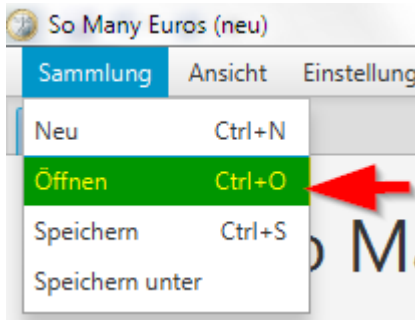 So Many Euros (neu)
Sammlung Ansicht Einstellung
Neu Ctrl+N
Öffnen Ctrl+O
Speichern Ctrl+S
Speichern unter